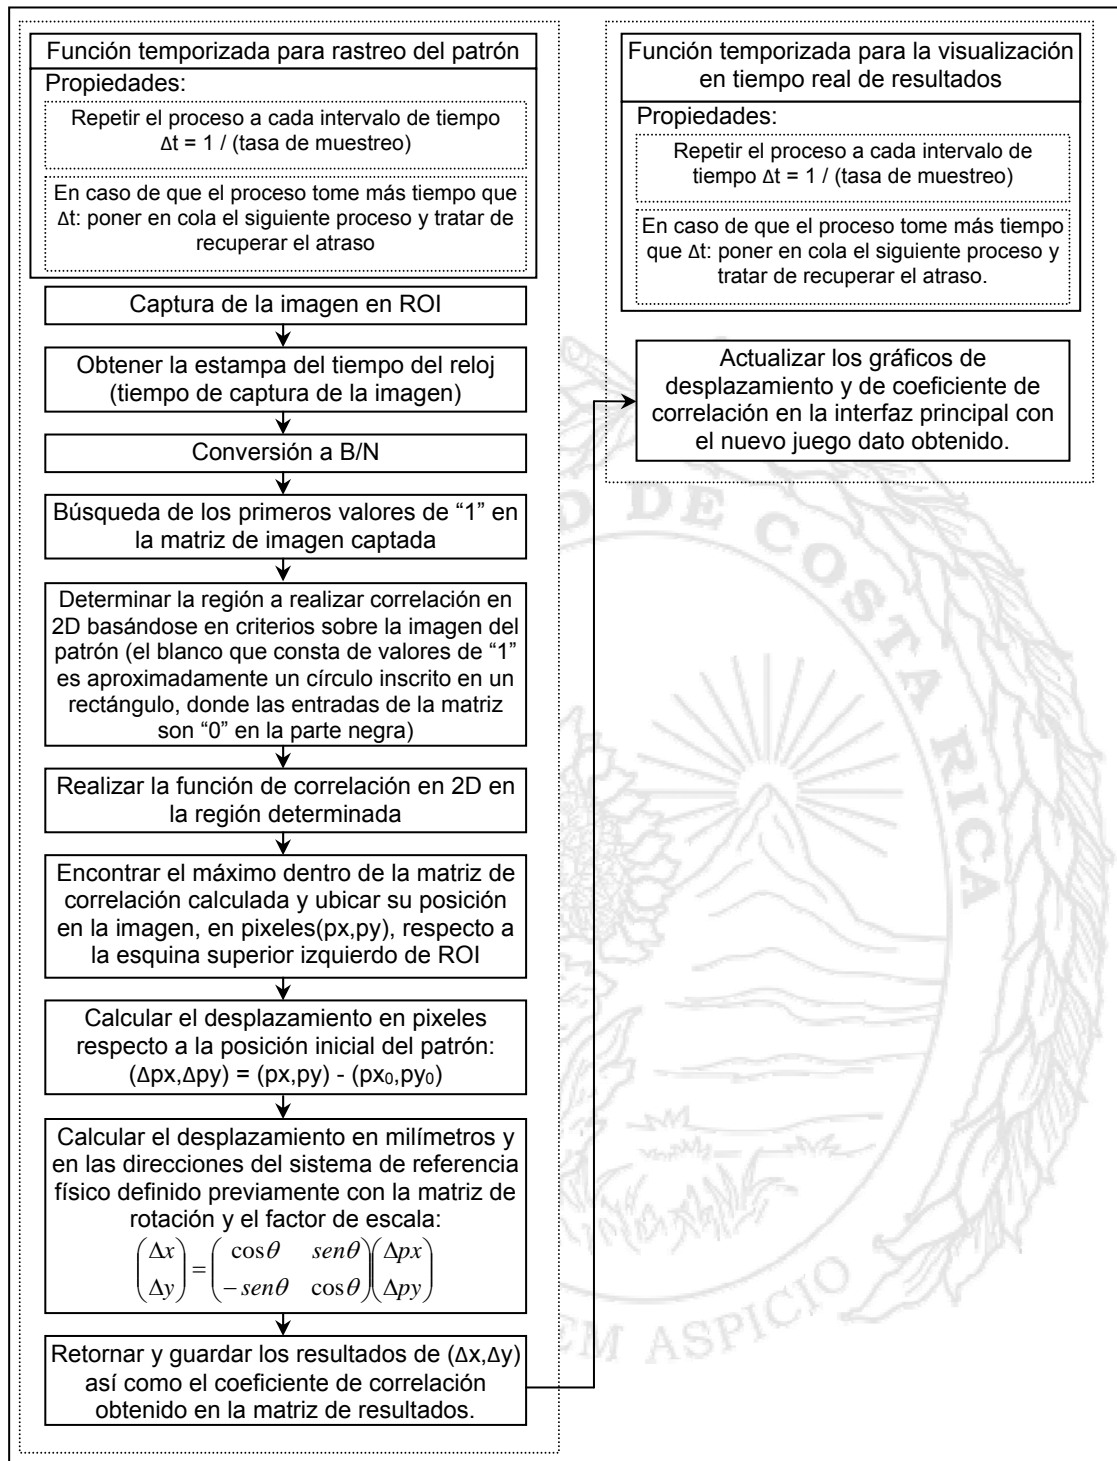 Función temporizada para rastreo del patrón
Propiedades:
Repetir el proceso a cada intervalo de tiempo
Δt = 1 / (tasa de muestreo)
En caso de que el proceso tome más tiempo que
Δt: poner en cola el siguiente proceso y tratar de
recuperar el atraso
Captura de la imagen en ROI
Obtener la estampa del tiempo del reloj
(tiempo de captura de la imagen)
Conversión a B/N
Búsqueda de los primeros valores de “1” en
la matriz de imagen captada
Determinar la región a realizar correlación en
2D basándose en criterios sobre la imagen del
patrón (el blanco que consta de valores de “1”
es aproximadamente un círculo inscrito en un
rectángulo, donde las entradas de la matriz
son “0” en la parte negra)
Realizar la función de correlación en 2D en
la región determinada
Encontrar el máximo dentro de la matriz de
correlación calculada y ubicar su posición
en la imagen, en pixeles(px,py), respecto a
la esquina superior izquierdo de ROI
Calcular el desplazamiento en pixeles
respecto a la posición inicial del patrón:
(Δpx,Δpy) = (px,py) - (px₀,py₀)
Calcular el desplazamiento en milímetros y
en las direcciones del sistema de referencia
físico definido previamente con la matriz de
rotación y el factor de escala:
(Δx) = (cosθ senθ)(Δpx)
(Δy) (−senθ cosθ)(Δpy)
Retornar y guardar los resultados de (Δx,Δy)
así como el coeficiente de correlación
obtenido en la matriz de resultados.
Función temporizada para la visualización
en tiempo real de resultados
Propiedades:
Repetir el proceso a cada intervalo de
tiempo Δt = 1 / (tasa de muestreo)
En caso de que el proceso tome más tiempo
que Δt: poner en cola el siguiente proceso y
tratar de recuperar el atraso.
Actualizar los gráficos de
desplazamiento y de coeficiente de
correlación en la interfaz principal con
el nuevo juego dato obtenido.
DE COSTA RICA
ASPICIO